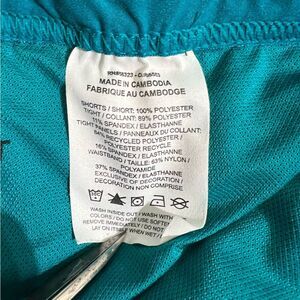 MADE IN CAMBODIA
FABRIQUE AU CAMBODGE
SHORTS / SHORT: 100% POLYESTER
TIGHT / COLLANT: 89% POLYESTER
11% SPANDEX / ELASTHANNE
TIGHT PANELS / PANNEAUX DU COLLANT:
84% RECYCLED POLYESTER /
POLYESTER RECYCLE
16% SPANDEX / ELASTHANNE
WAISTBAND / TAILLE: 63% NYLON /
POLYAMIDE
37% SPANDEX / ELASTHANNE
EXCLUSIVE OF DECORATION /
DECORATION NON COMPRISE
WASH INSIDE OUT / WASH WITH
COLORS / DO NOT USE SOFTENER
REMOVE IMMEDIATELY / DO NOT
LAY ON ITSELF WHEN WET /